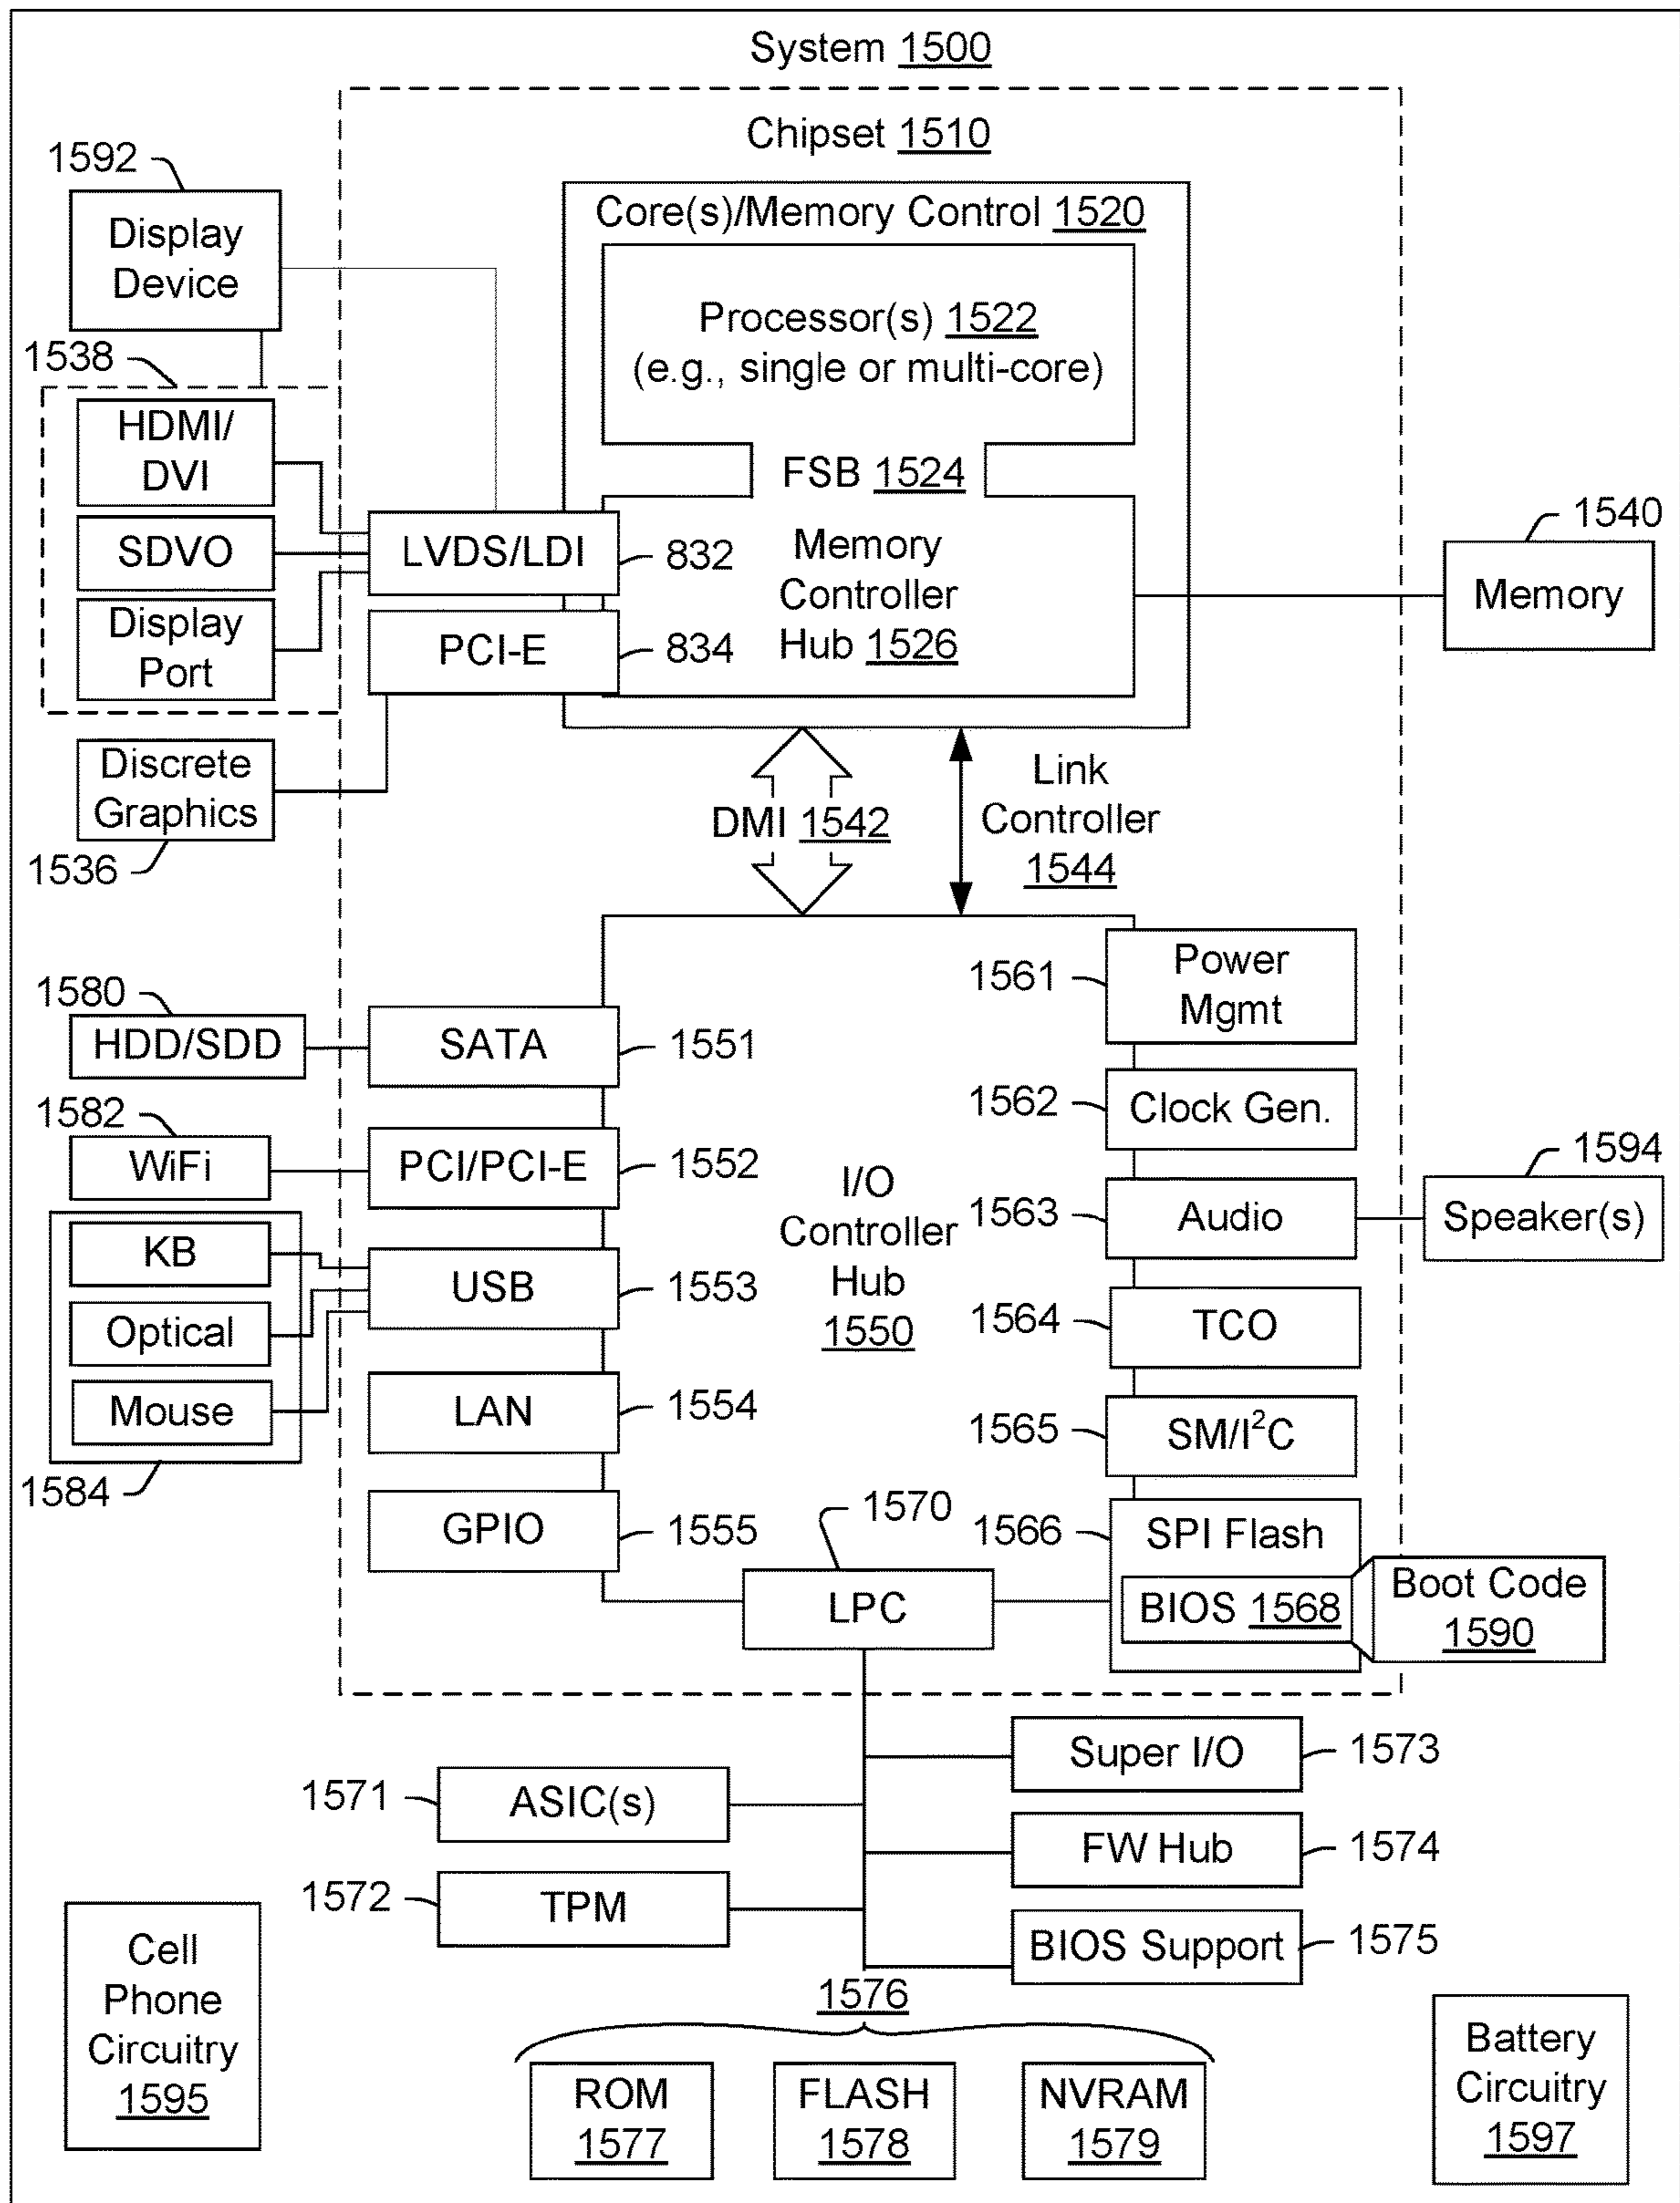 System 1500
Chipset 1510
1592
Display
Device
Core(s)/Memory Control 1520
Processor(s) 1522
(e.g., single or multi-core)
1538
HDMI/
DVI
SDVO
Display
Port
FSB 1524
LVDS/LDI
832
PCI-E
834
Memory
Controller
Hub 1526
1540
Memory
Discrete
Graphics
1536
DMI 1542
Link
Controller
1544
1580
HDD/SDD
SATA
1551
1582
WiFi
PCI/PCI-E
1552
KB
Optical
Mouse
1584
USB
1553
LAN
1554
GPIO
1555
I/O
Controller
Hub
1550
1561
Power
Mgmt
1562
Clock Gen.
1563
Audio
1594
Speaker(s)
1564
TCO
1565
SM/I²C
1566
SPI Flash
BIOS 1568
Boot Code
1590
1570
LPC
1571
ASIC(s)
1572
TPM
Super I/O
1573
FW Hub
1574
BIOS Support
1575
1576
ROM
1577
FLASH
1578
NVRAM
1579
Cell
Phone
Circuitry
1595
Battery
Circuitry
1597